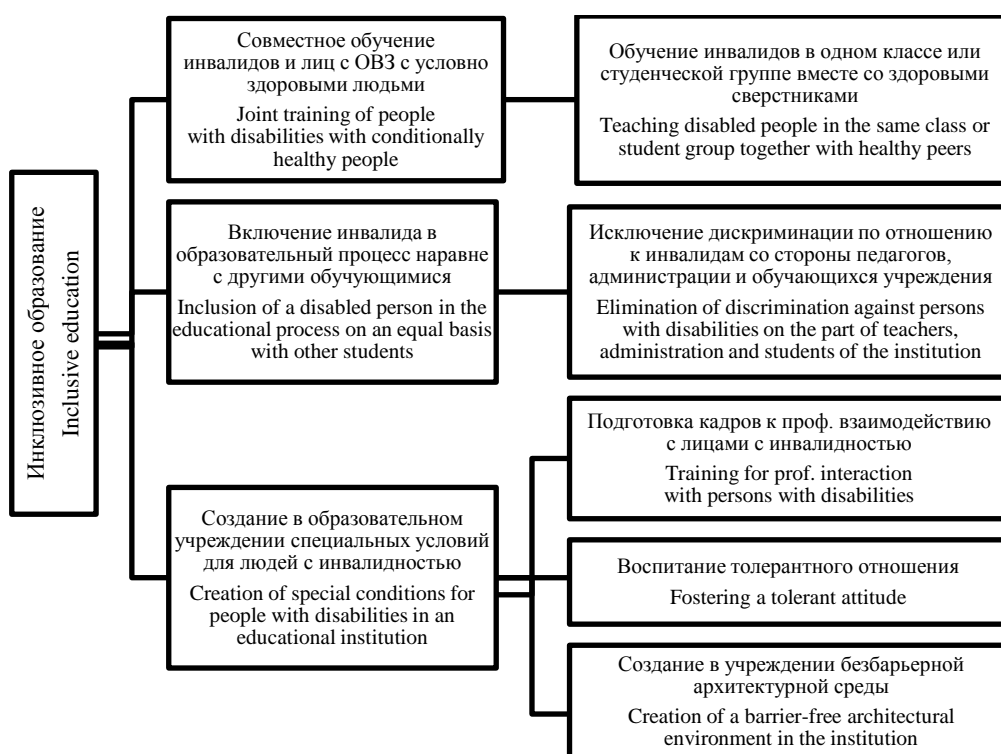 Инклюзивное образование
Inclusive education
Совместное обучение
инвалидов и лиц с ОВЗ с условно
здоровыми людьми
Joint training of people
with disabilities with conditionally
healthy people
Обучение инвалидов в одном классе или
студенческой группе вместе со здоровыми
сверстниками
Teaching disabled people in the same class or
student group together with healthy peers
Включение инвалида в
образовательный процесс наравне
с другими обучующимися
Inclusion of a disabled person in the
educational process on an equal basis
with other students
Исключение дискриминации по отношению
к инвалидам со стороны педагогов,
администрации и обучающихся учреждения
Elimination of discrimination against persons
with disabilities on the part of teachers,
administration and students of the institution
Создание в образовательном
учреждении специальных условий
для людей с инвалидностью
Creation of special conditions for
people with disabilities in an
educational institution
Подготовка кадров к проф. взаимодействию
с лицами с инвалидностью
Training for prof. interaction
with persons with disabilities
Воспитание толерантного отношения
Fostering a tolerant attitude
Создание в учреждении безбарьерной
архитектурной среды
Creation of a barrier-free architectural
environment in the institution